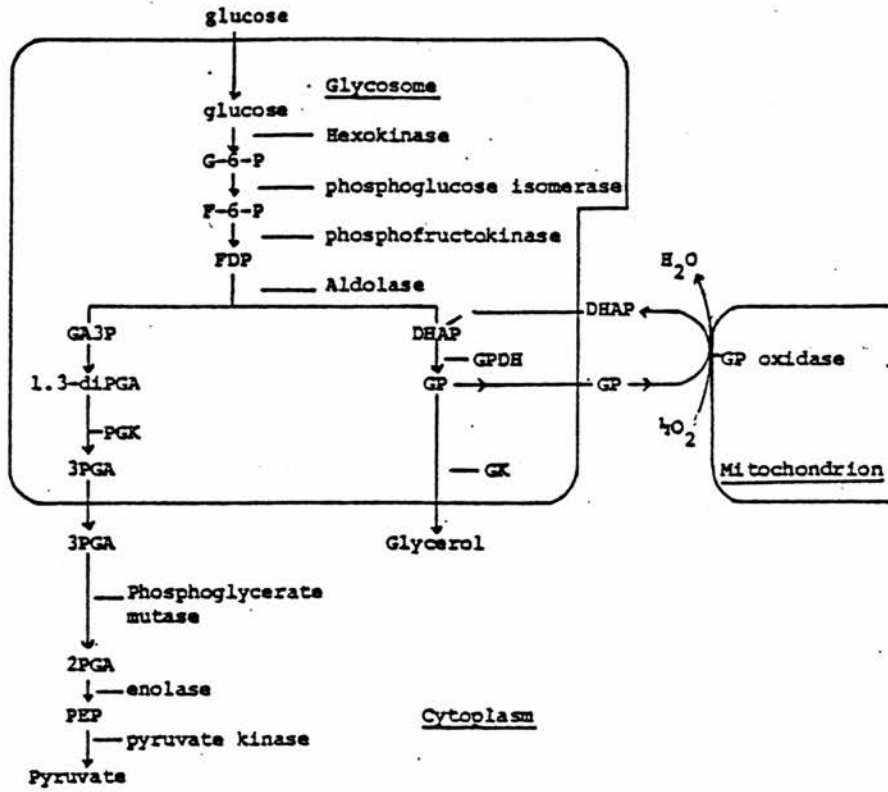 glucose
Glycosome
glucose
Hexokinase
G-6-P
phosphoglucose isomerase
F-6-P
phosphofructokinase
FDP
Aldolase
H2O
DHAP
GA3P
DHAP
GPDH
GP oxidase
1.3-diPGA
GP
GP
PGK
½O2
3PGA
GK
Mitochondrion
3PGA
Glycerol
Phosphoglycerate
mutase
2PGA
enolase
PEP
Cytoplasm
pyruvate kinase
Pyruvate